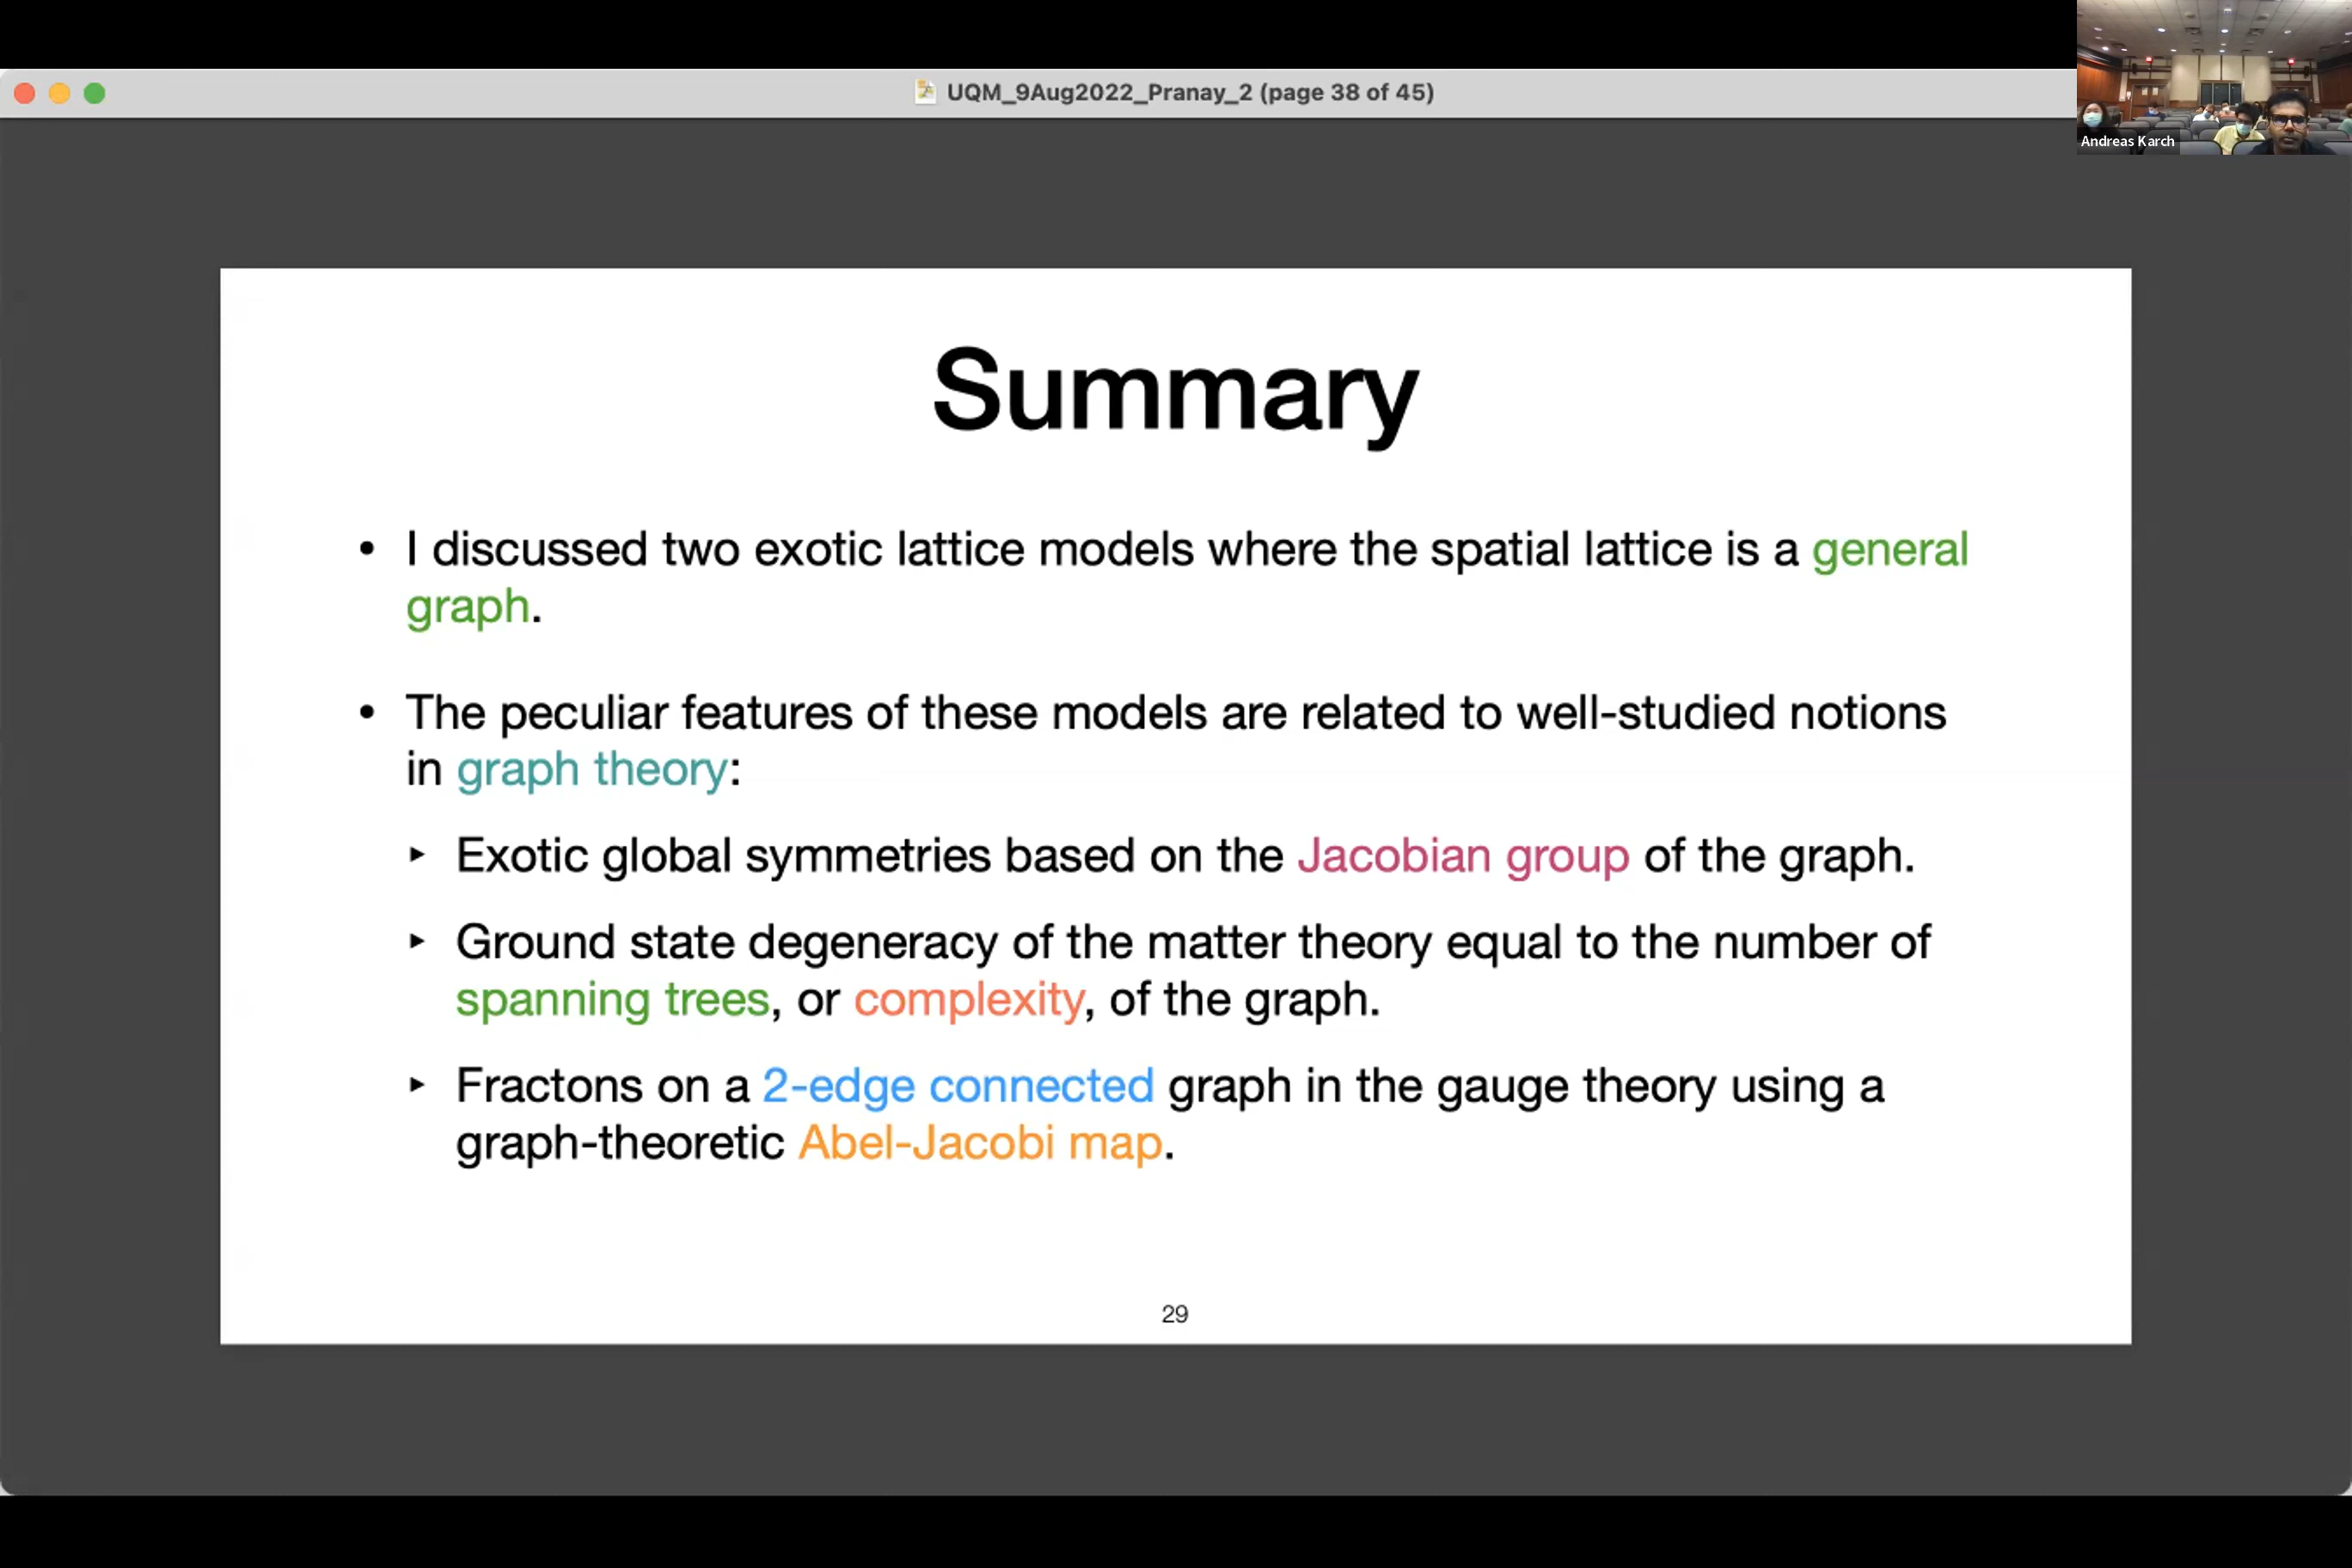 UQM_9Aug2022_Pranay_2 (page 38 of 45)
Andreas Karch
Summary
• I discussed two exotic lattice models where the spatial lattice is a general
graph.
• The peculiar features of these models are related to well-studied notions
in graph theory:
‣ Exotic global symmetries based on the Jacobian group of the graph.
‣ Ground state degeneracy of the matter theory equal to the number of
spanning trees, or complexity, of the graph.
‣ Fractons on a 2-edge connected graph in the gauge theory using a
graph-theoretic Abel-Jacobi map.
29